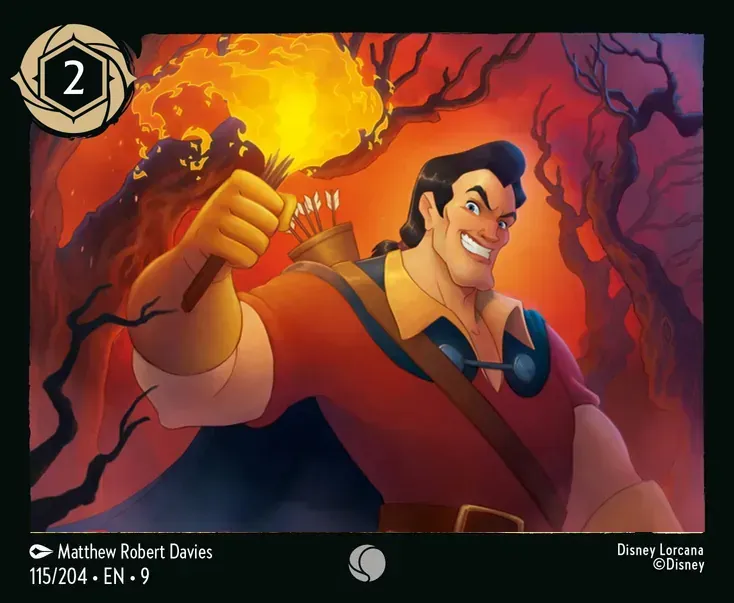 2
Matthew Robert Davies
115/204 • EN • 9
Disney Lorcana
©Disney